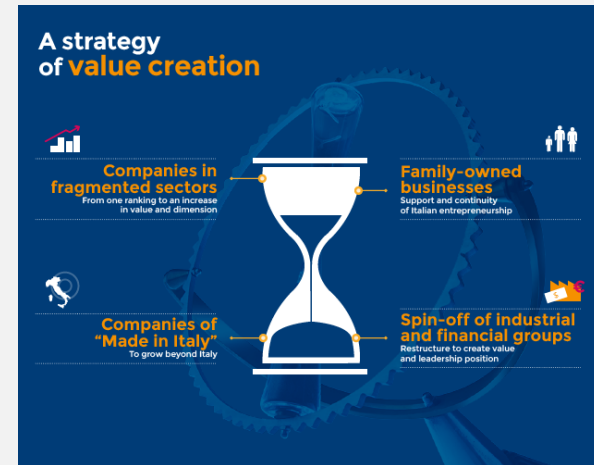 A strategy
of value creation
Companies in
fragmented sectors
From one ranking to an increase
in value and dimension
Family-owned
businesses
Support and continuity
of Italian entrepreneurship
Companies of
“Made in Italy”
To grow beyond Italy
Spin-off of industrial
and financial groups
Restructure to create value
and leadership position